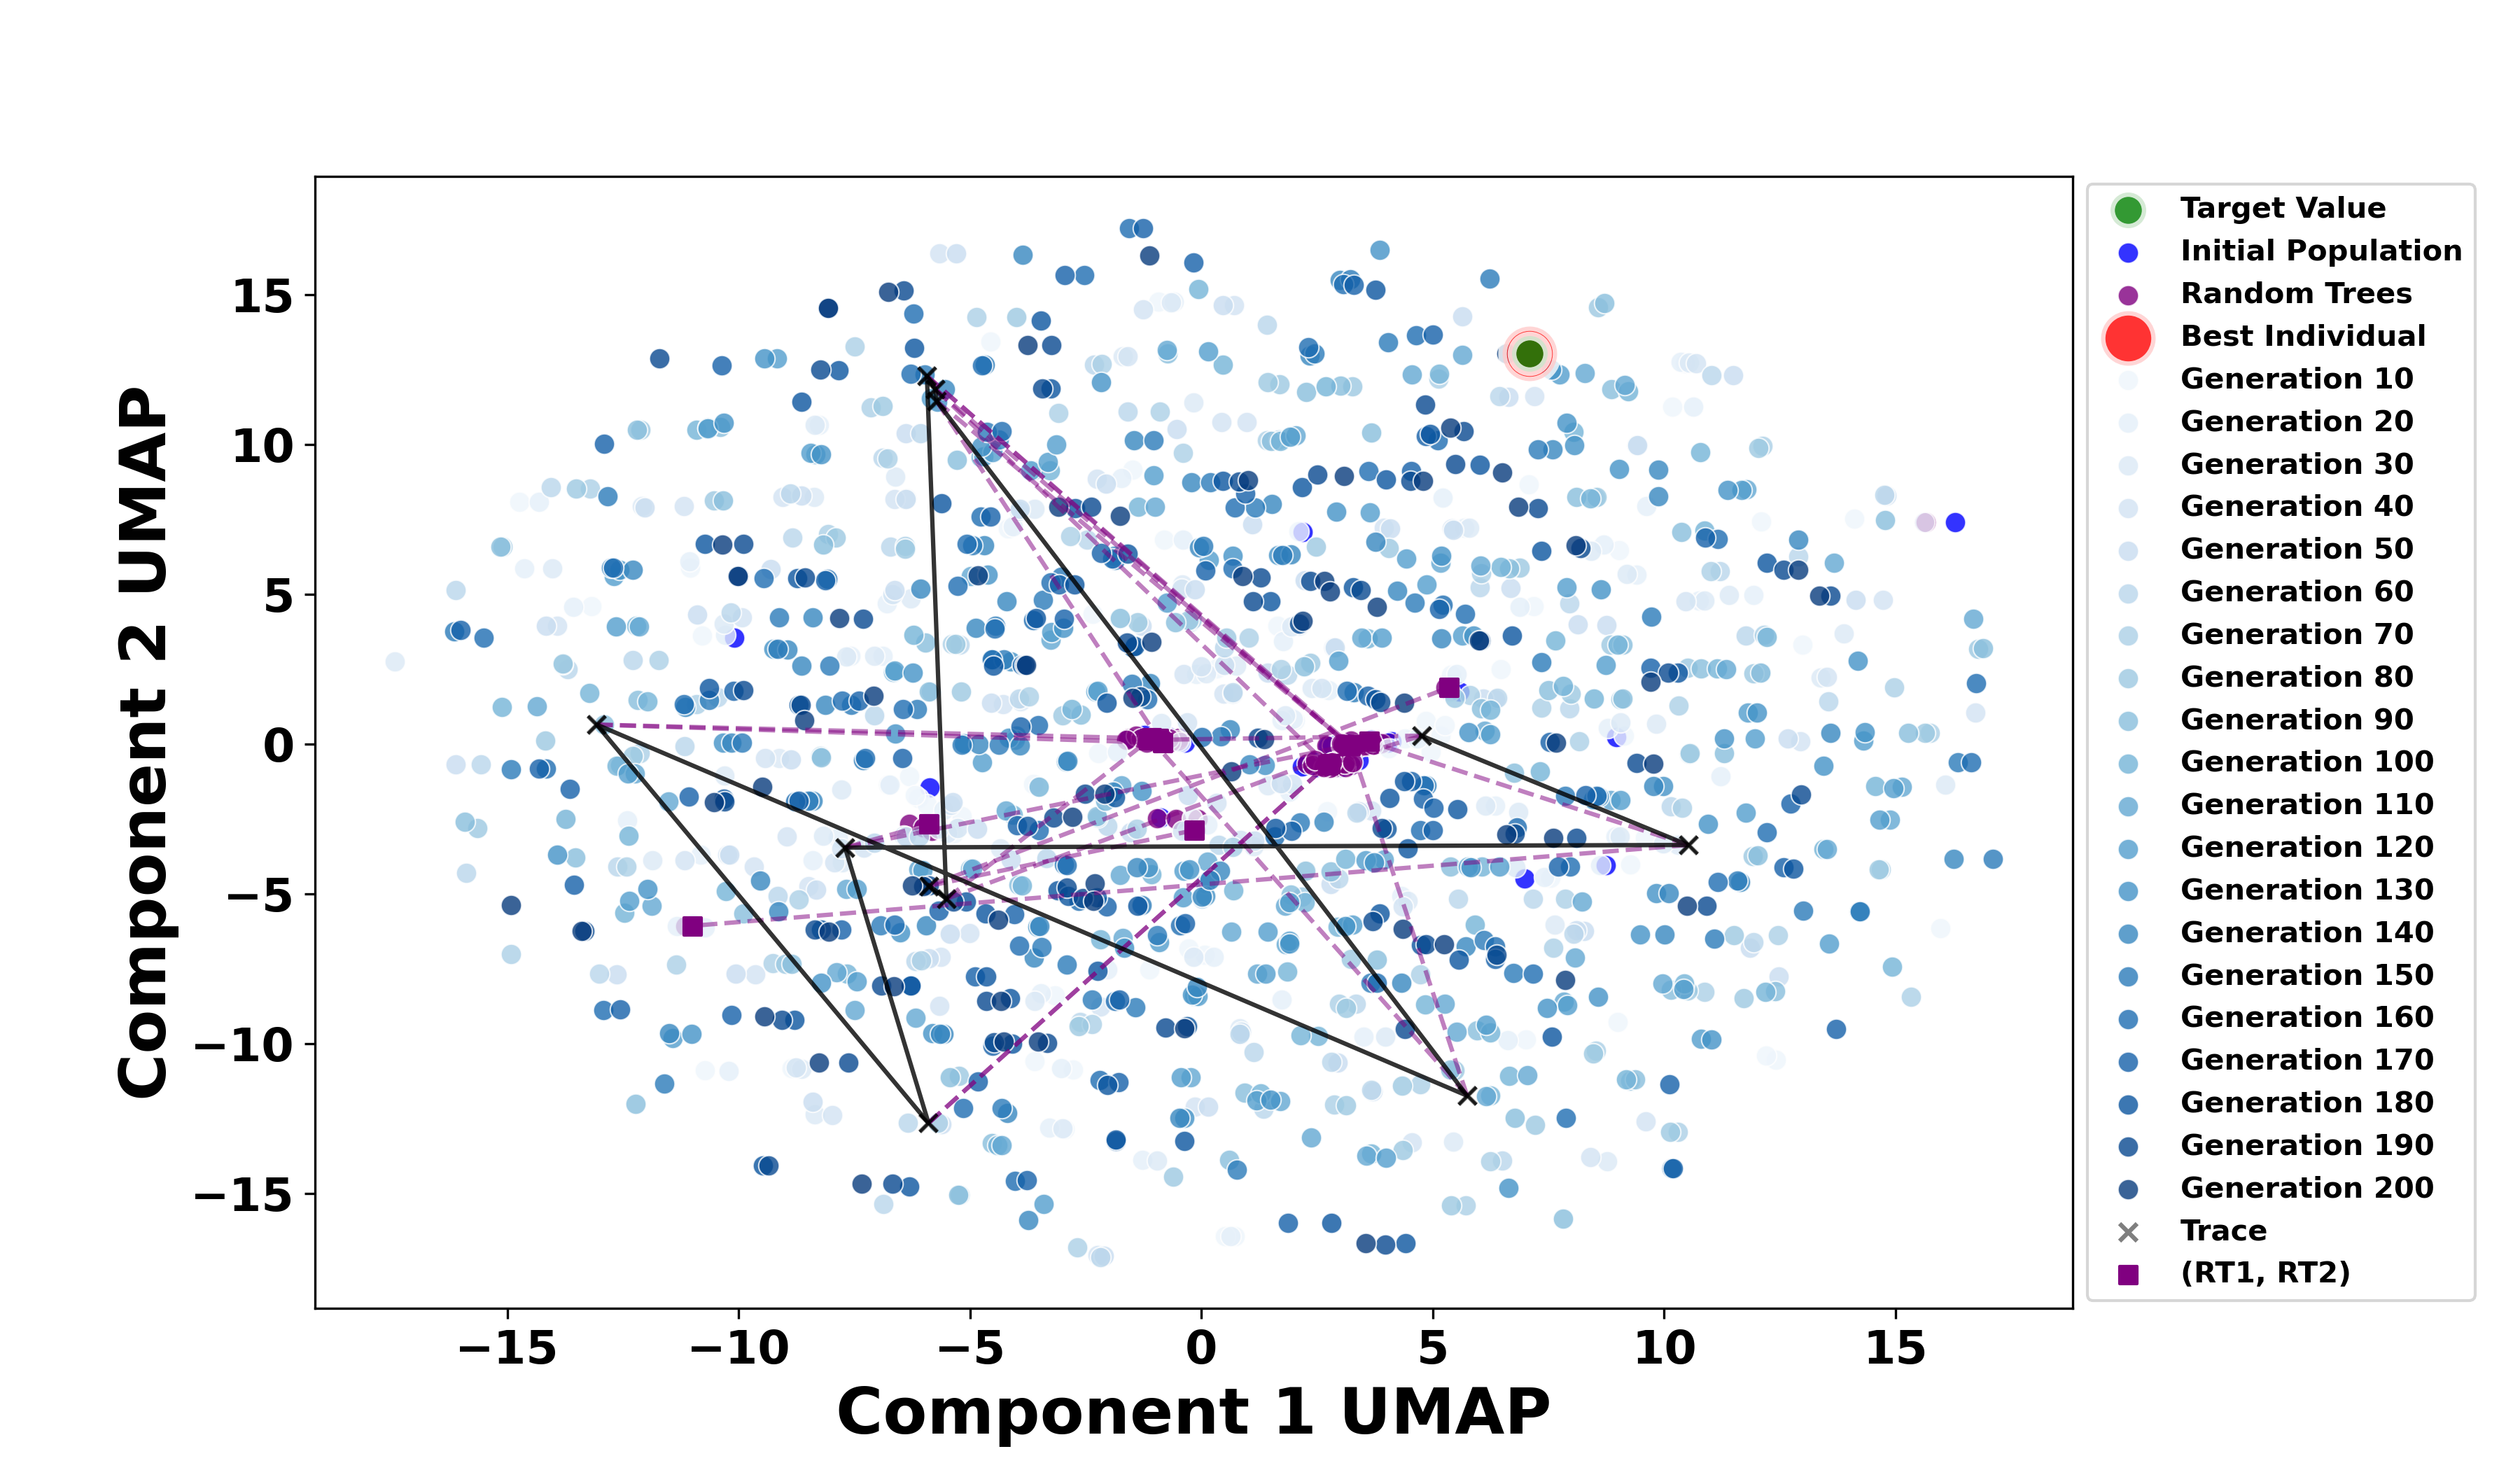 Component 2 UMAP
15
10
5
0
−5
−10
−15
−15
−10
−5
0
5
10
15
Component 1 UMAP
Target Value
Initial Population
Random Trees
Best Individual
Generation 10
Generation 20
Generation 30
Generation 40
Generation 50
Generation 60
Generation 70
Generation 80
Generation 90
Generation 100
Generation 110
Generation 120
Generation 130
Generation 140
Generation 150
Generation 160
Generation 170
Generation 180
Generation 190
Generation 200
Trace
(RT1, RT2)